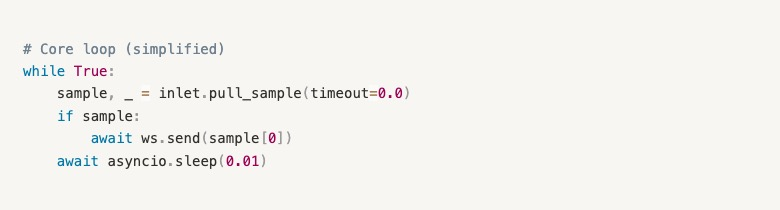 # Core loop (simplified)
while True:
    sample, _ = inlet.pull_sample(timeout=0.0)
    if sample:
        await ws.send(sample[0])
    await asyncio.sleep(0.01)